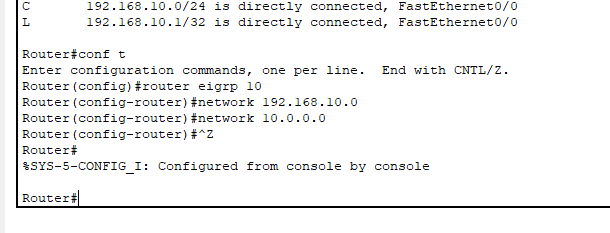 C 192.168.10.0/24 is directly connected, FastEthernet0/0
L 192.168.10.1/32 is directly connected, FastEthernet0/0
Router#conf t
Enter configuration commands, one per line. End with CNTL/Z.
Router(config)#router eigrp 10
Router(config-router)#network 192.168.10.0
Router(config-router)#network 10.0.0.0
Router(config-router)#^Z
Router#
%SYS-5-CONFIG_I: Configured from console by console
Router#